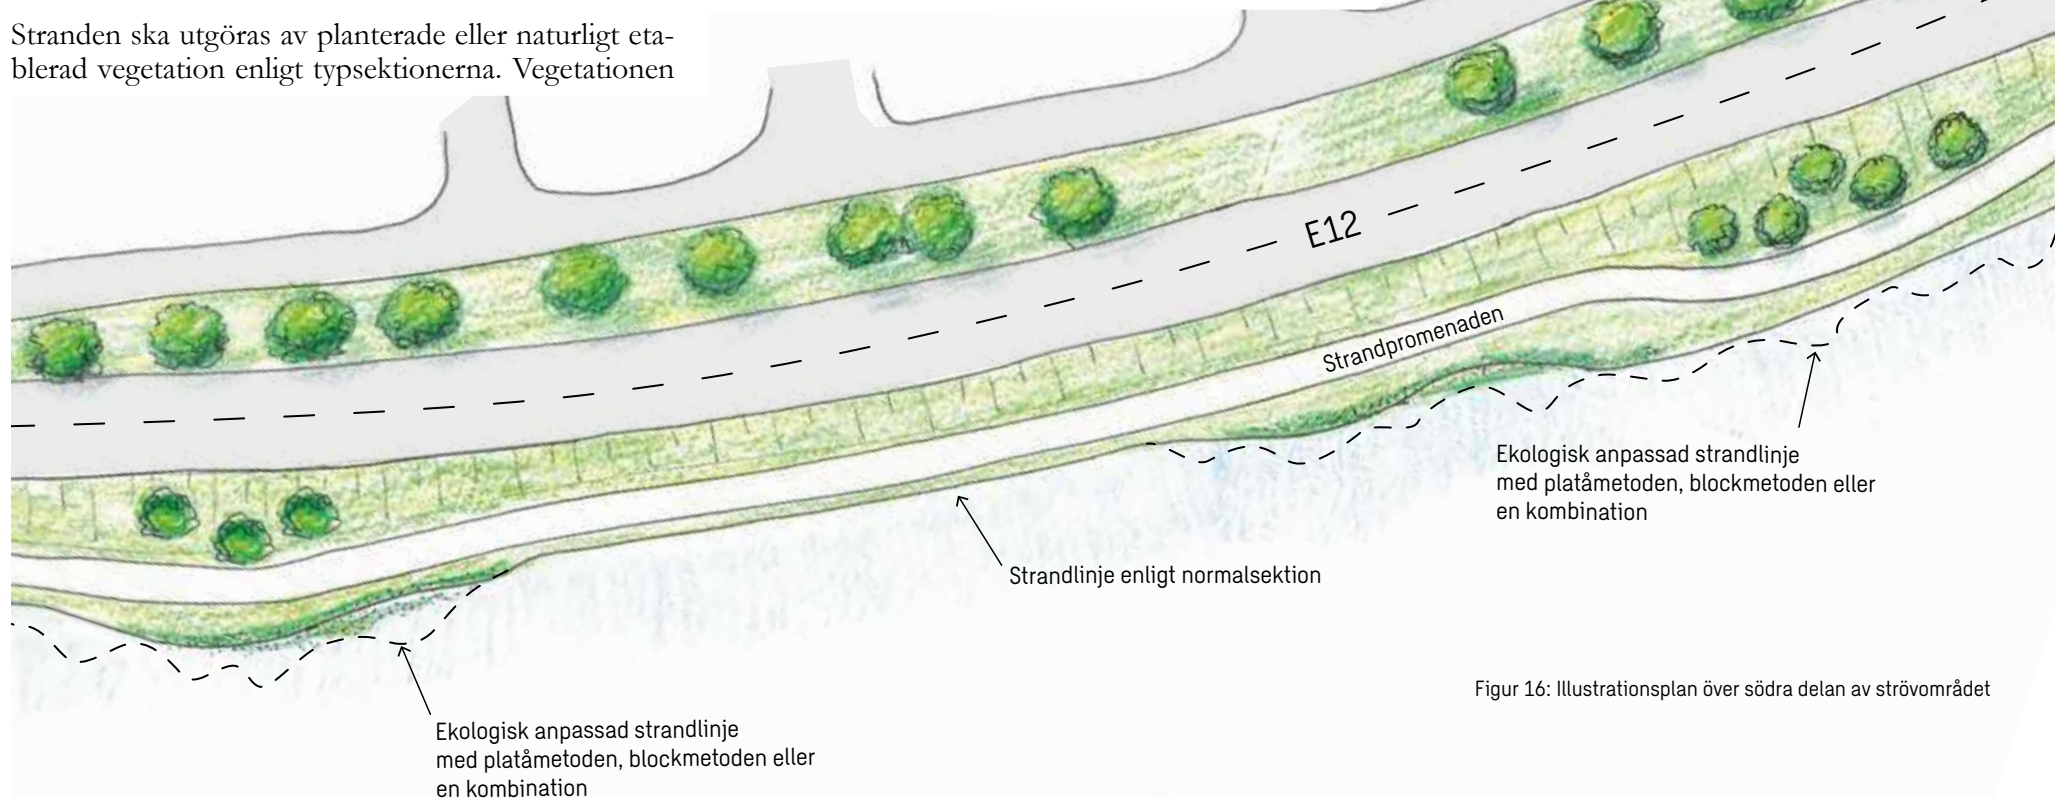 Stranden ska utgöras av planterade eller naturligt eta-
blerad vegetation enligt typsektionerna. Vegetationen
E12
Strandpromenaden
Ekologisk anpassad strandlinje
med platåmetoden, blockmetoden eller
en kombination
Strandlinje enligt normalsektion
Figur 16: Illustrationsplan över södra delan av strövområdet
Ekologisk anpassad strandlinje
med platåmetoden, blockmetoden eller
en kombination